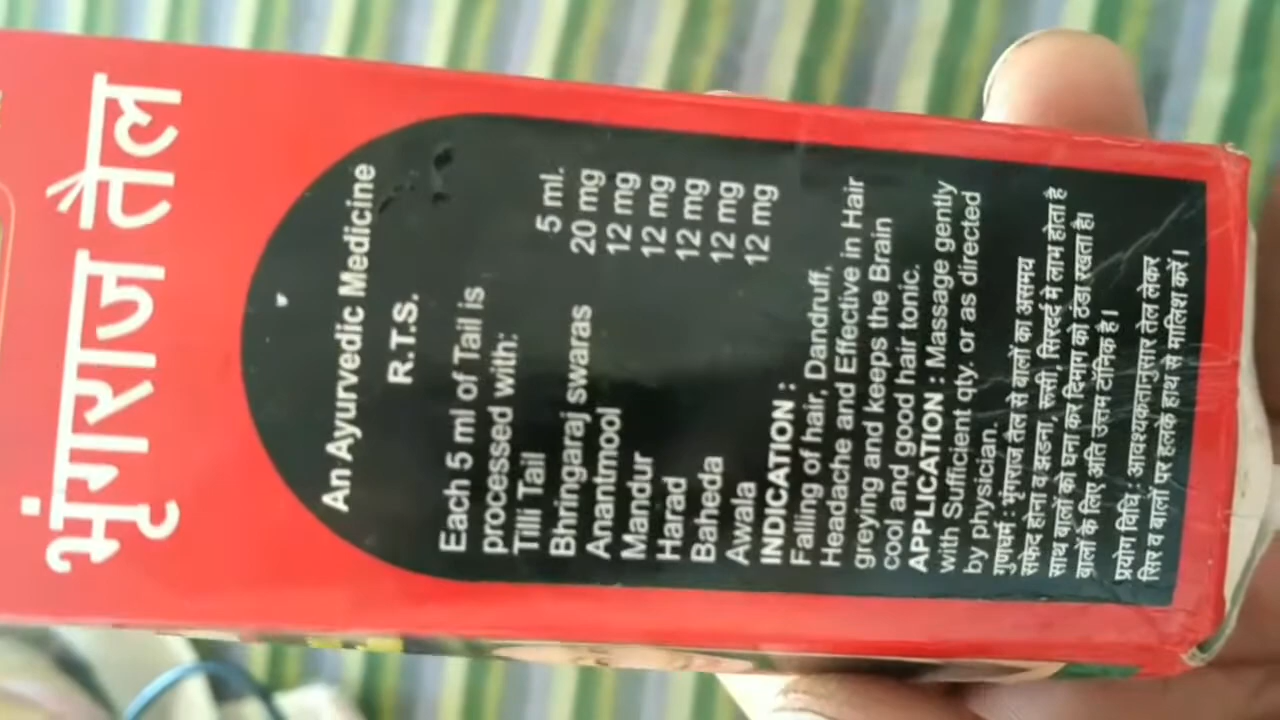 भृंगराज तैल
An Ayurvedic Medicine
R.T.S.
Each 5 ml of Tail is
processed with:
Tilli Tail 5 ml.
Bhringaraj swaras 20 mg
Anantmool 12 mg
Mandur 12 mg
Harad 12 mg
Baheda 12 mg
Awala 12 mg
INDICATION :
Falling of hair, Dandruff,
Headache and Effective in Hair
greying and keeps the Brain
cool and good hair tonic.
APPLICATION : Massage gently
with Sufficient qty. or as directed
by physician.
गुणधर्म : भृंगराज तैल से बालों का असमय
सफेद होना व झडना, रूसी, सिरदर्द मे लाभ होता है
साथ बालों को घना कर दिमाग को ठंडा रखता है।
बालों के लिए अति उत्तम टॉनिक है।
प्रयोग विधि : आवश्यकतानुसार तेल लेकर
सिर व बालों पर हलके हाथ से मालिश करें।